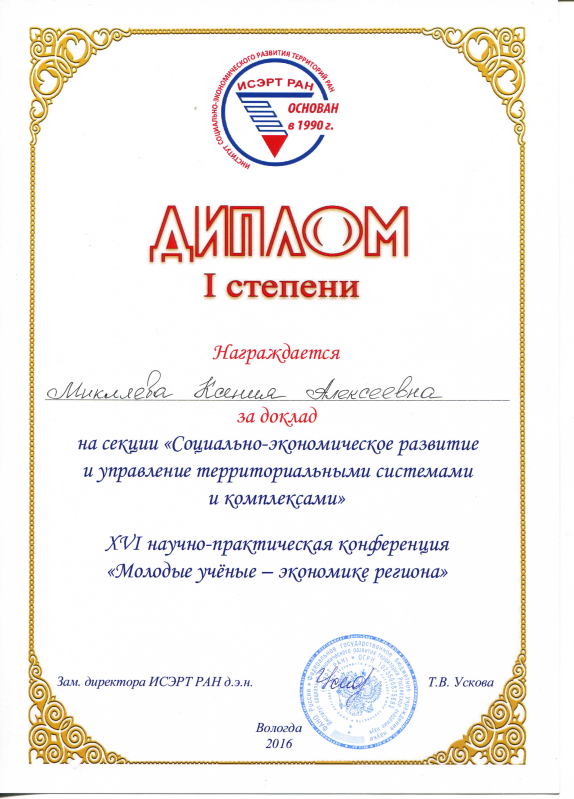 ИНСТИТУТ СОЦИАЛЬНО-ЭКОНОМИЧЕСКОГО РАЗВИТИЯ ТЕРРИТОРИЙ РАН
ИСЭРТ РАН
ОСНОВАН
в 1990 г.
ДИПЛОМ
I степени
Награждается
Микляева Ксения Алексеевна
за доклад
на секции «Социально-экономическое развитие
и управление территориальными системами
и комплексами»
XVI научно-практическая конференция
«Молодые учёные – экономике региона»
Зам. директора ИСЭРТ РАН д.э.н.
Т.В. Ускова
Вологда
2016